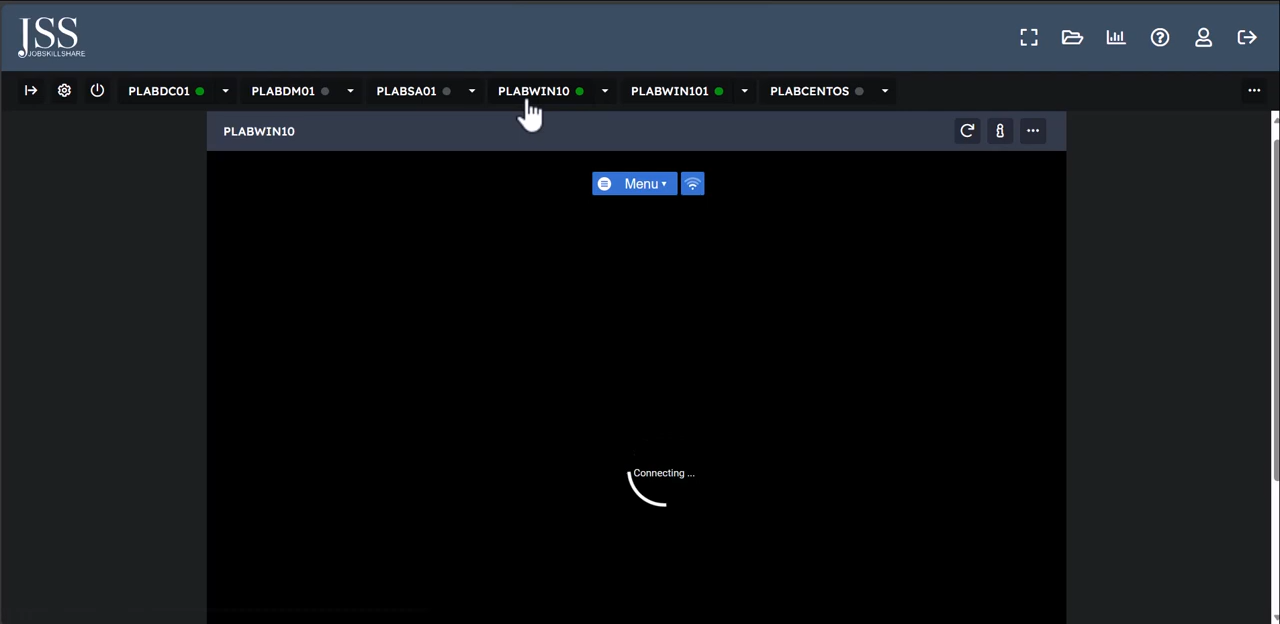 JSS
JOBSKILLSHARE
PLABDC01 PLABDM01 PLABSA01 PLABWIN10 PLABWIN101 PLABCENTOS
PLABWIN10
Menu
Connecting ...